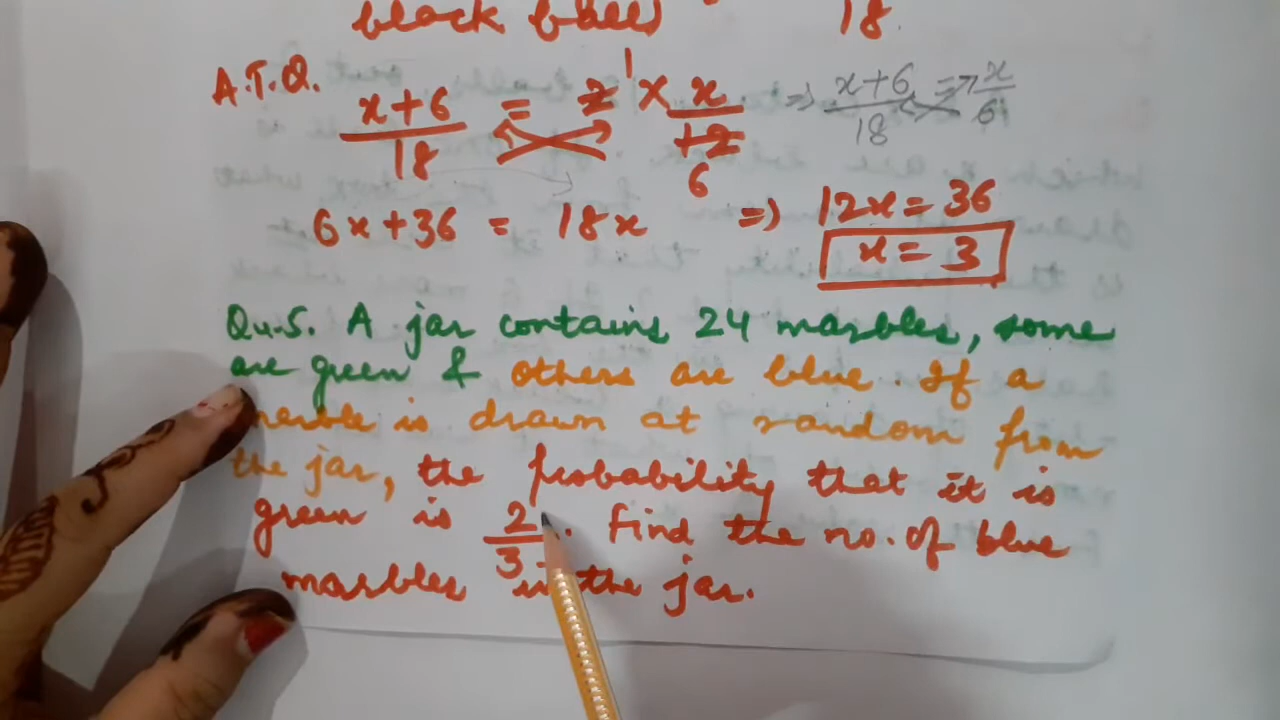 black balls 18
A.T.Q. x+6/18 = 2 1 × x/12 6 => x+6/18 => x/6
6x+36 = 18x => 12x = 36
x = 3
Qu.5. A jar contains 24 marbles, some
are green & others are blue. If a
marble is drawn at random from
the jar, the probability that it is
green is 2/3. Find the no. of blue
marbles in the jar.